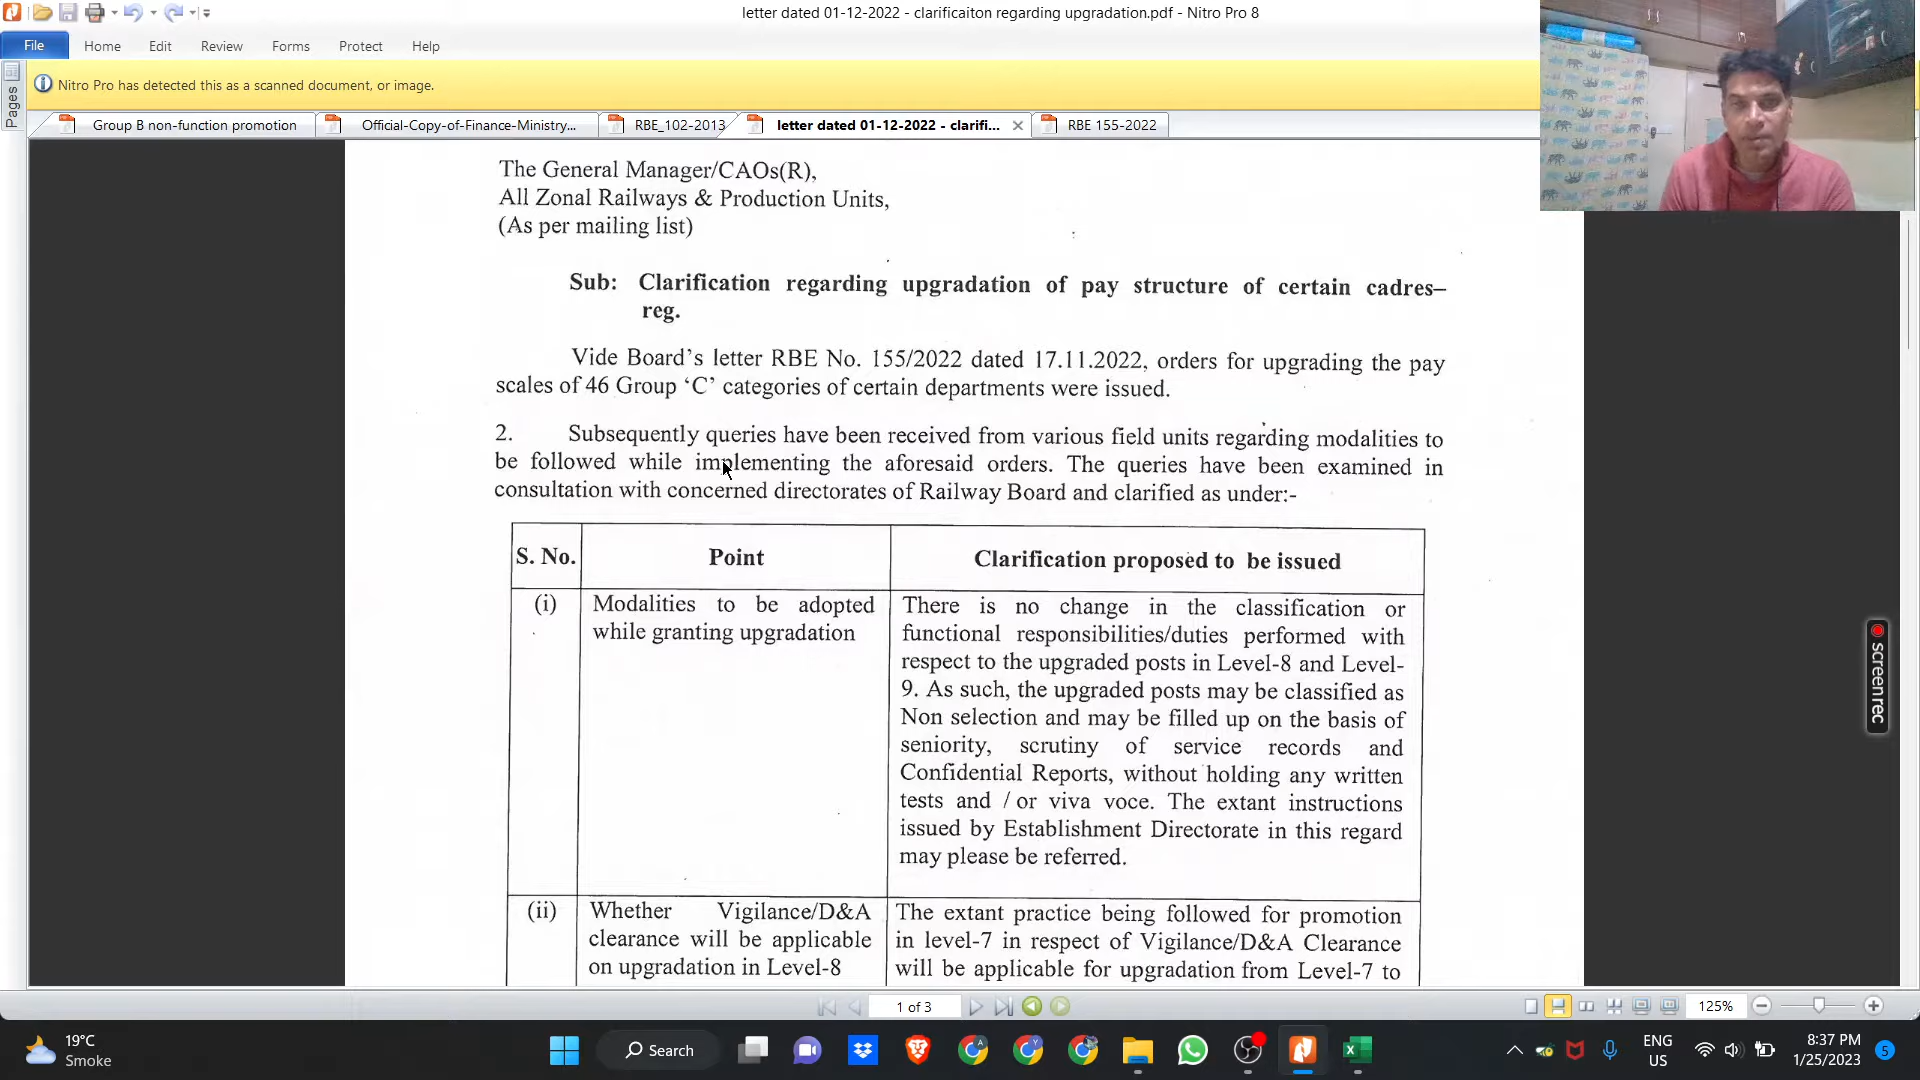 letter dated 01-12-2022 - clarificaiton regarding upgradation.pdf - Nitro Pro 8
File Home Edit Review Forms Protect Help
Nitro Pro has detected this as a scanned document, or image.
Pages
Group B non-function promotion Official-Copy-of-Finance-Ministry... RBE_102-2013 letter dated 01-12-2022 - clarifi... RBE 155-2022
The General Manager/CAOs(R),
All Zonal Railways & Production Units,
(As per mailing list)
Sub: Clarification regarding upgradation of pay structure of certain cadres–
reg.
Vide Board's letter RBE No. 155/2022 dated 17.11.2022, orders for upgrading the pay
scales of 46 Group 'C' categories of certain departments were issued.
2. Subsequently queries have been received from various field units regarding modalities to
be followed while implementing the aforesaid orders. The queries have been examined in
consultation with concerned directorates of Railway Board and clarified as under:-
S. No. Point Clarification proposed to be issued
(i) Modalities to be adopted
while granting upgradation
There is no change in the classification or
functional responsibilities/duties performed with
respect to the upgraded posts in Level-8 and Level-
9. As such, the upgraded posts may be classified as
Non selection and may be filled up on the basis of
seniority, scrutiny of service records and
Confidential Reports, without holding any written
tests and / or viva voce. The extant instructions
issued by Establishment Directorate in this regard
may please be referred.
(ii) Whether Vigilance/D&A
clearance will be applicable
on upgradation in Level-8
The extant practice being followed for promotion
in level-7 in respect of Vigilance/D&A Clearance
will be applicable for upgradation from Level-7 to
screenrec
1 of 3
125%
19°C
Smoke
Search
ENG
US
8:37 PM
1/25/2023
5